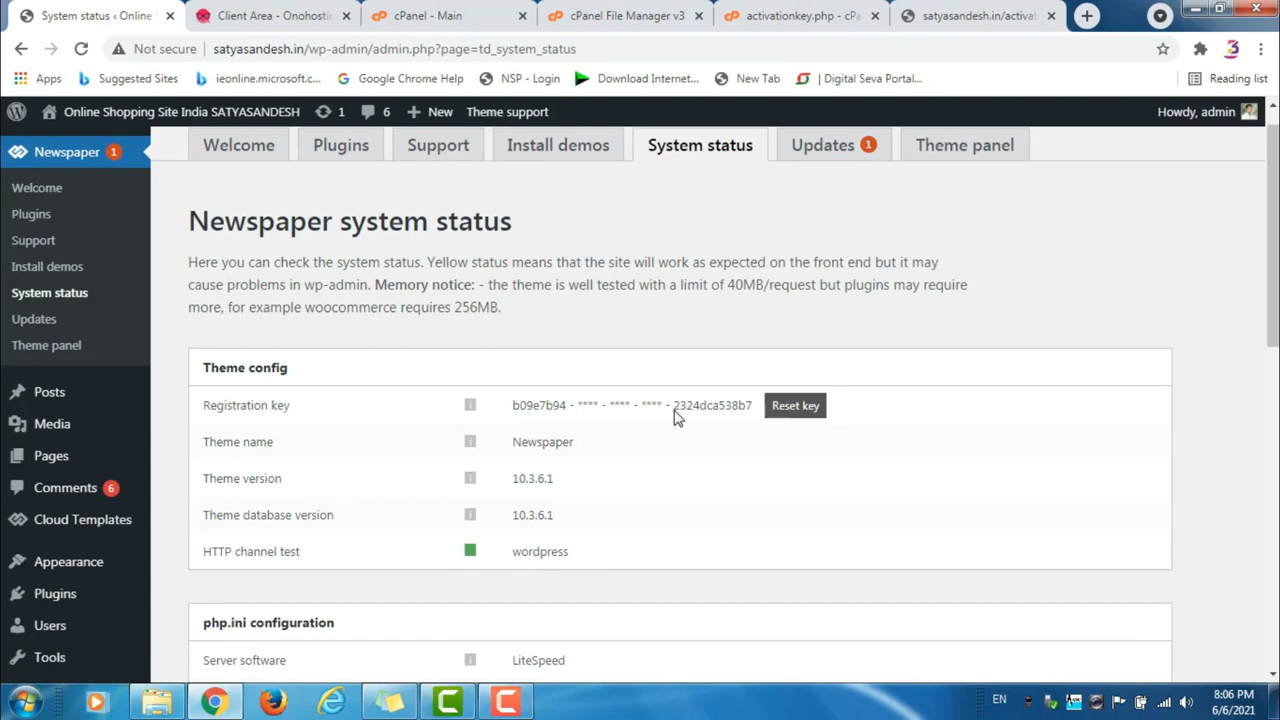 System status ‹ Online
Client Area - Onohosti
cPanel - Main
cPanel File Manager v3
activationkey.php - cPa
satyasandesh.in/activat
Not secure
satyasandesh.in/wp-admin/admin.php?page=td_system_status
Apps
Suggested Sites
ieonline.microsoft.c...
Google Chrome Help
NSP - Login
Download Internet...
New Tab
| Digital Seva Portal...
Reading list
Online Shopping Site India SATYASANDESH
1
6
New
Theme support
Howdy, admin
Newspaper 1
Welcome
Plugins
Support
Install demos
System status
Updates
Theme panel
Posts
Media
Pages
Comments 6
Cloud Templates
Appearance
Plugins
Users
Tools
Welcome
Plugins
Support
Install demos
System status
Updates 1
Theme panel
Newspaper system status
Here you can check the system status. Yellow status means that the site will work as expected on the front end but it may
cause problems in wp-admin. Memory notice: - the theme is well tested with a limit of 40MB/request but plugins may require
more, for example woocommerce requires 256MB.
Theme config
Registration key
b09e7b94 - **** - **** - **** - 2324dca538b7
Reset key
Theme name
Newspaper
Theme version
10.3.6.1
Theme database version
10.3.6.1
HTTP channel test
wordpress
php.ini configuration
Server software
LiteSpeed
EN
8:06 PM
6/6/2021